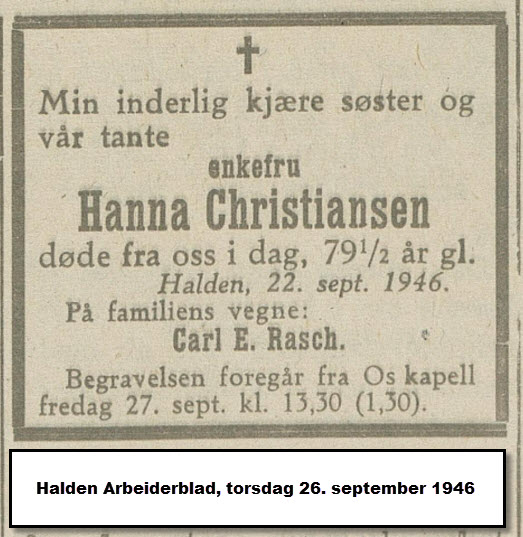 Min inderlig kjære søster og
vår tante
enkefru
Hanna Christiansen
døde fra oss i dag, 79½ år gl.
Halden, 22. sept. 1946.
På familiens vegne:
Carl E. Rasch.
Begravelsen foregår fra Os kapell
fredag 27. sept. kl. 13,30 (1,30).
Halden Arbeiderblad, torsdag 26. september 1946